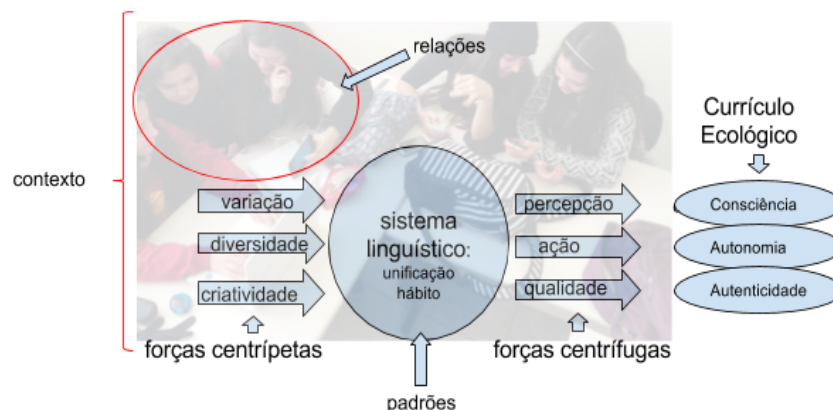 relações
Currículo
Ecológico
contexto
variação
diversidade
criatividade
sistema
linguístico:
unificação
hábito
percepção
ação
qualidade
Consciência
Autonomia
Autenticidade
forças centrípetas
forças centrífugas
padrões